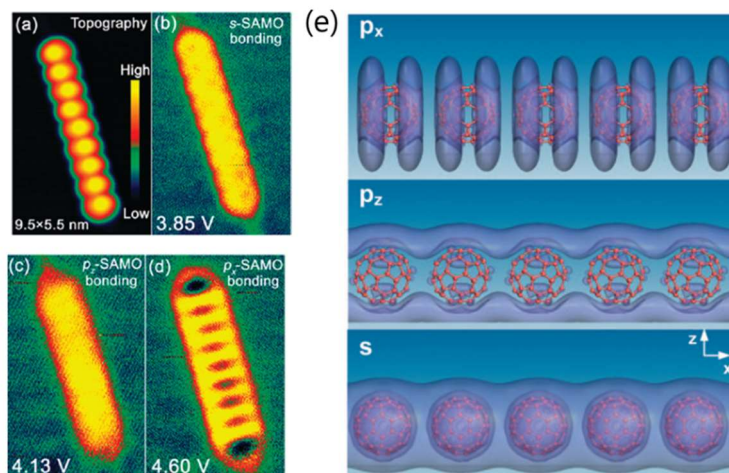 (a)
Topography
High
Low
9.5×5.5 nm
(b)
s-SAMO
bonding
3.85 V
(c)
pz-SAMO
bonding
4.13 V
(d)
px-SAMO
bonding
4.60 V
(e)
px
pz
s
z
x